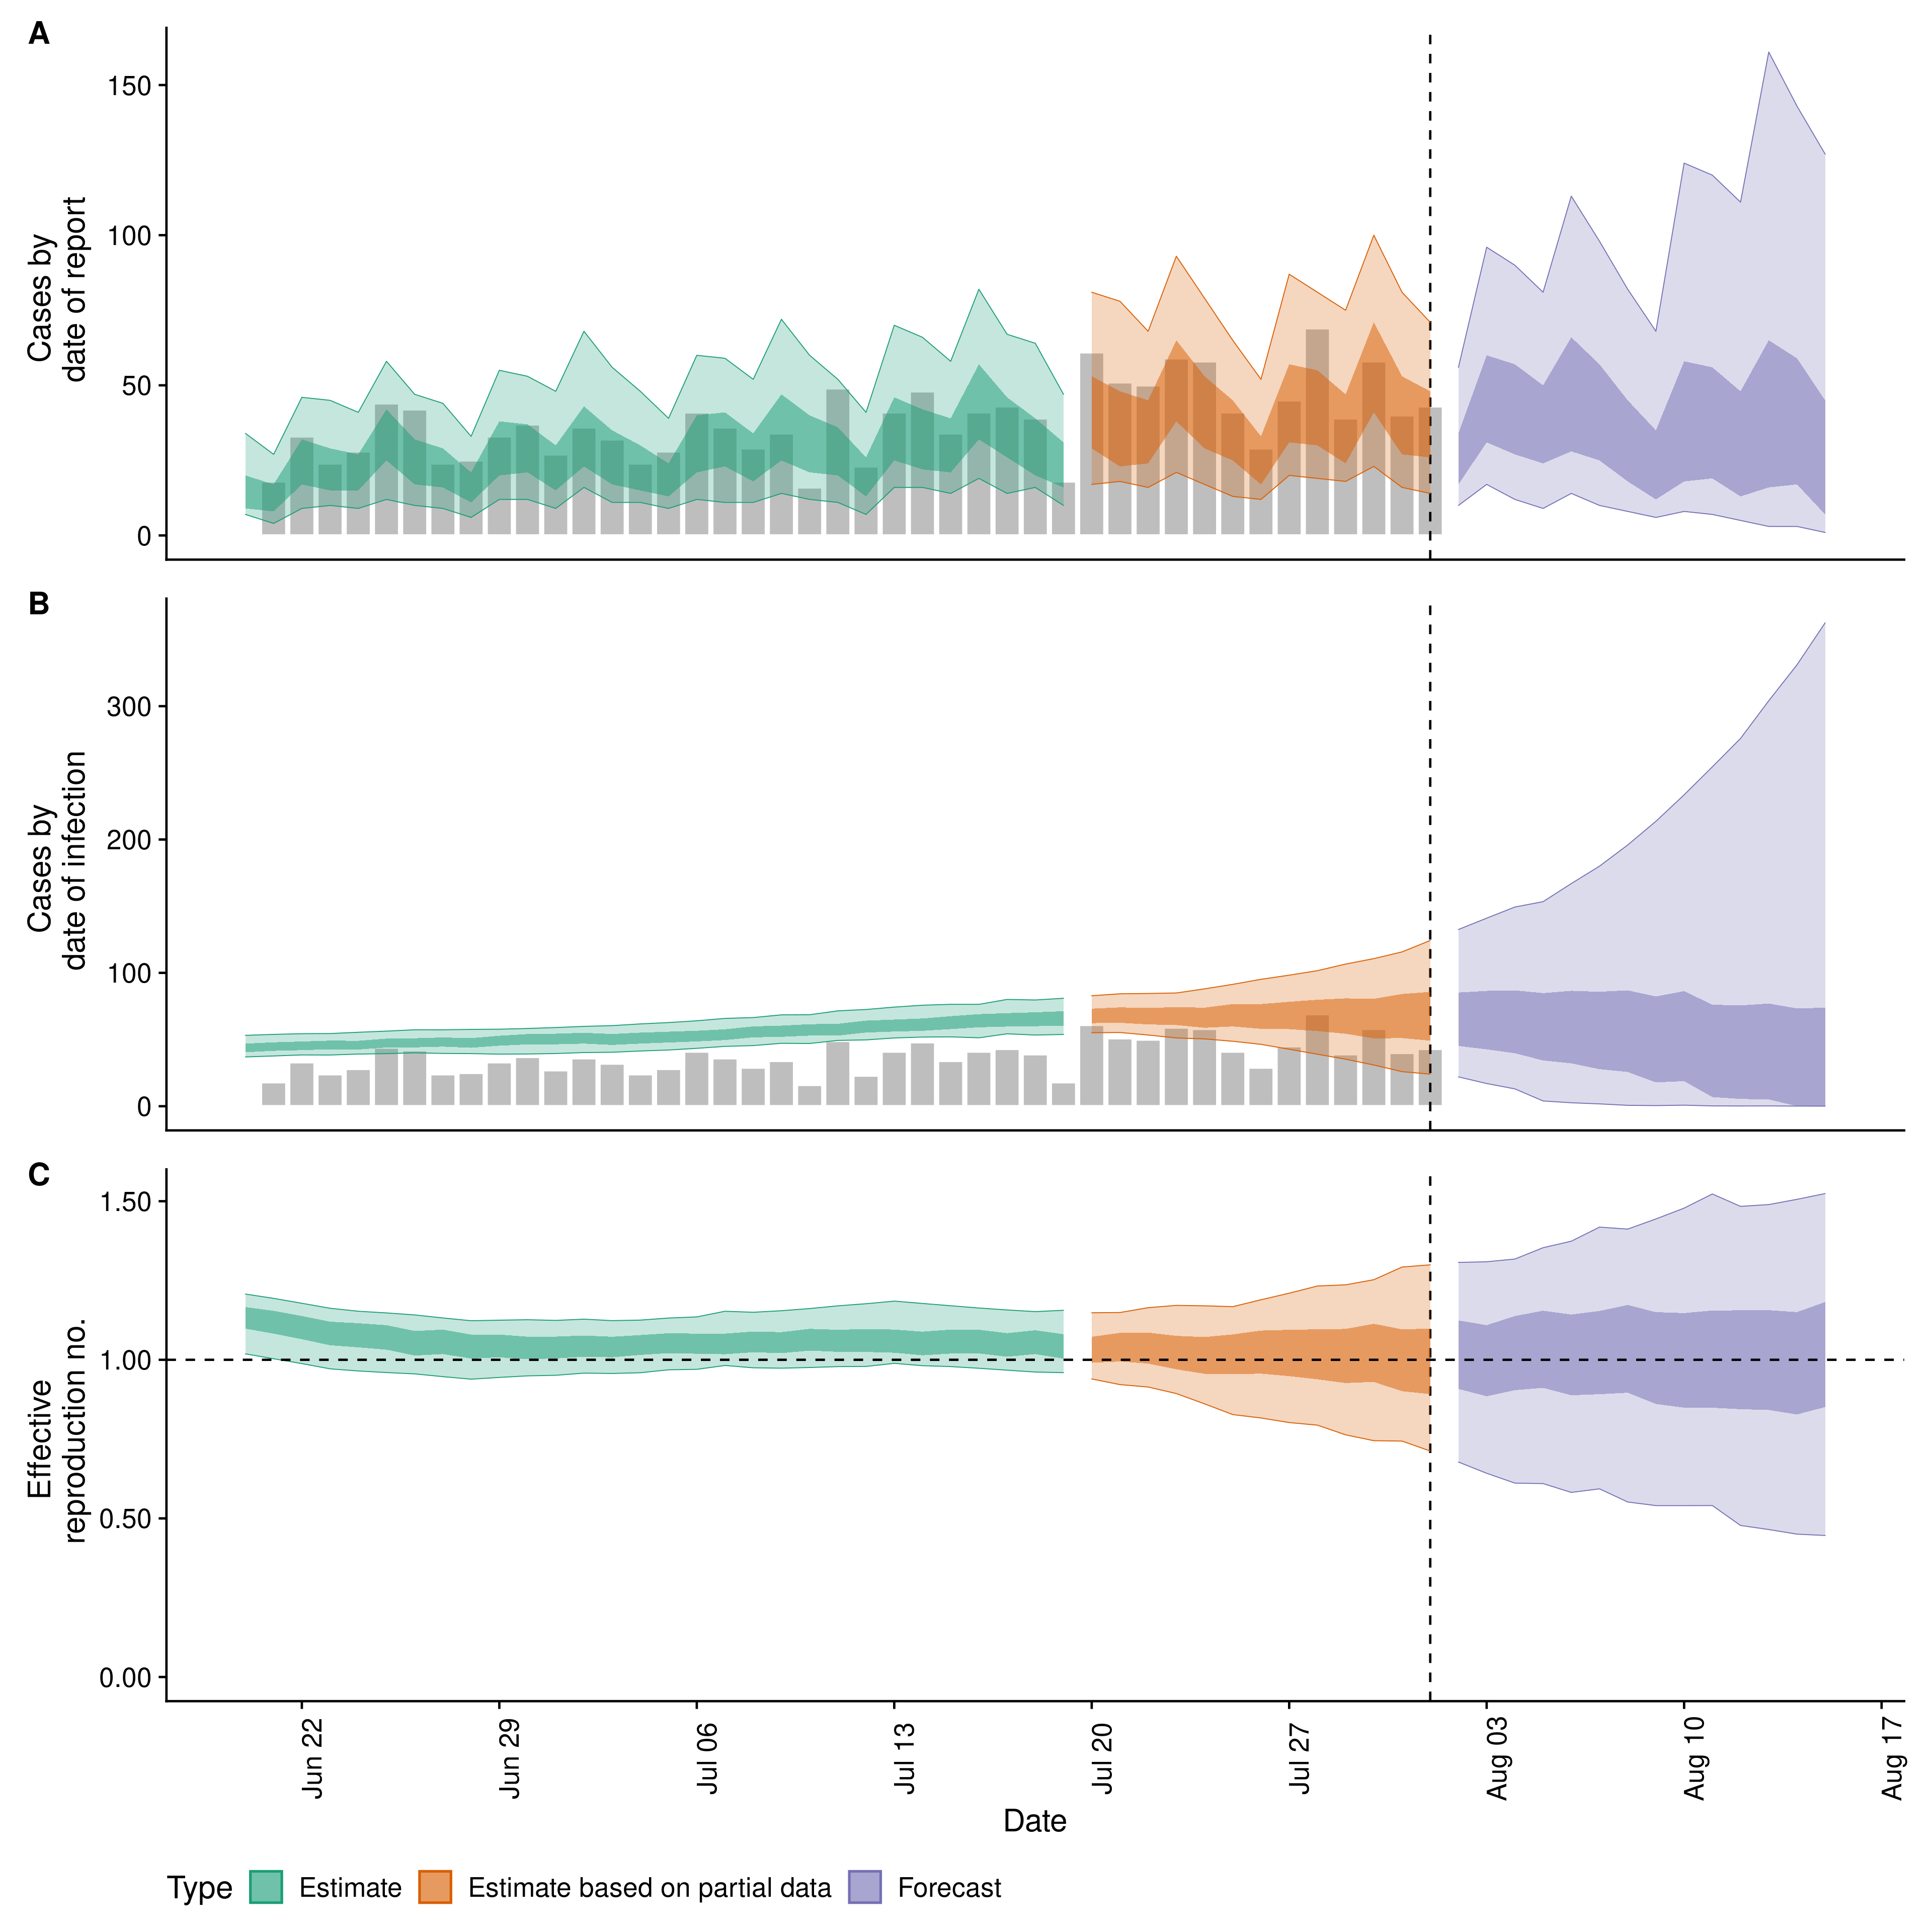 A
Cases by
date of report
150
100
50
0
B
Cases by
date of infection
300
200
100
0
C
Effective
reproduction no.
1.50
1.00
0.50
0.00
Jun 22
Jun 29
Jul 06
Jul 13
Jul 20
Jul 27
Aug 03
Aug 10
Aug 17
Date
Type Estimate Estimate based on partial data Forecast